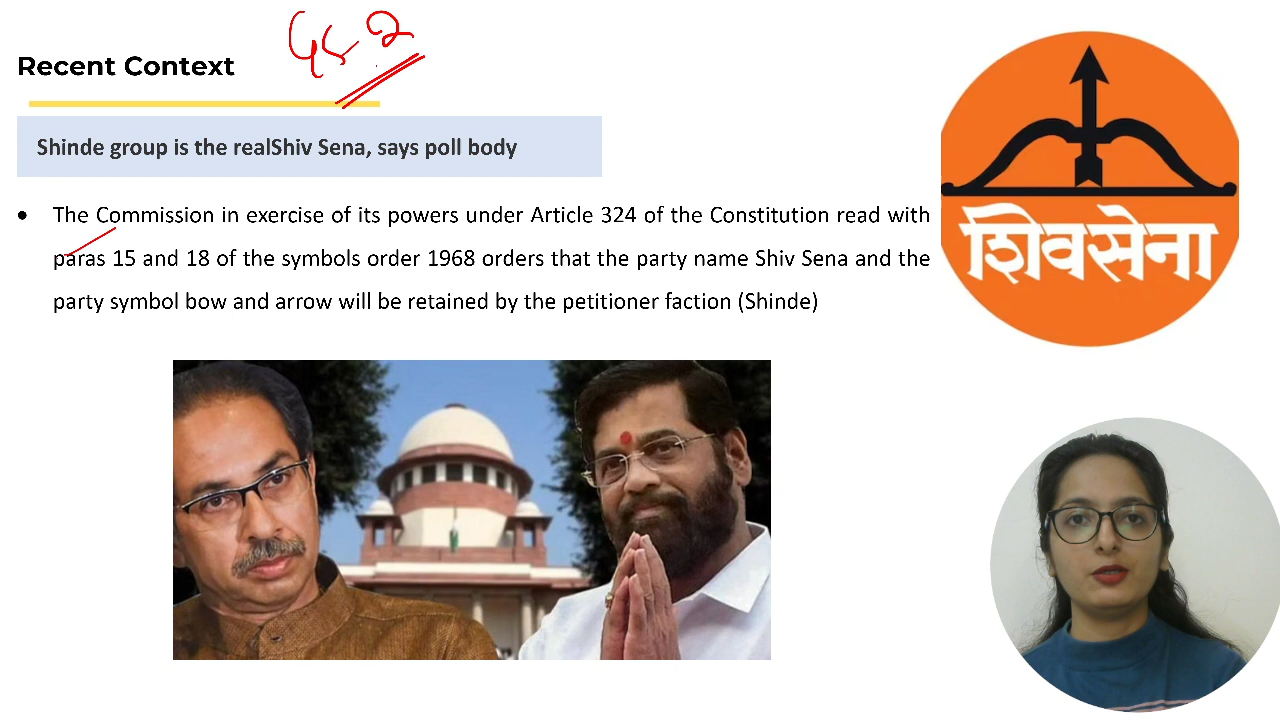 GS-2
Recent Context
Shinde group is the realShiv Sena, says poll body
• The Commission in exercise of its powers under Article 324 of the Constitution read with
paras 15 and 18 of the symbols order 1968 orders that the party name Shiv Sena and the
party symbol bow and arrow will be retained by the petitioner faction (Shinde)
शिवसेना